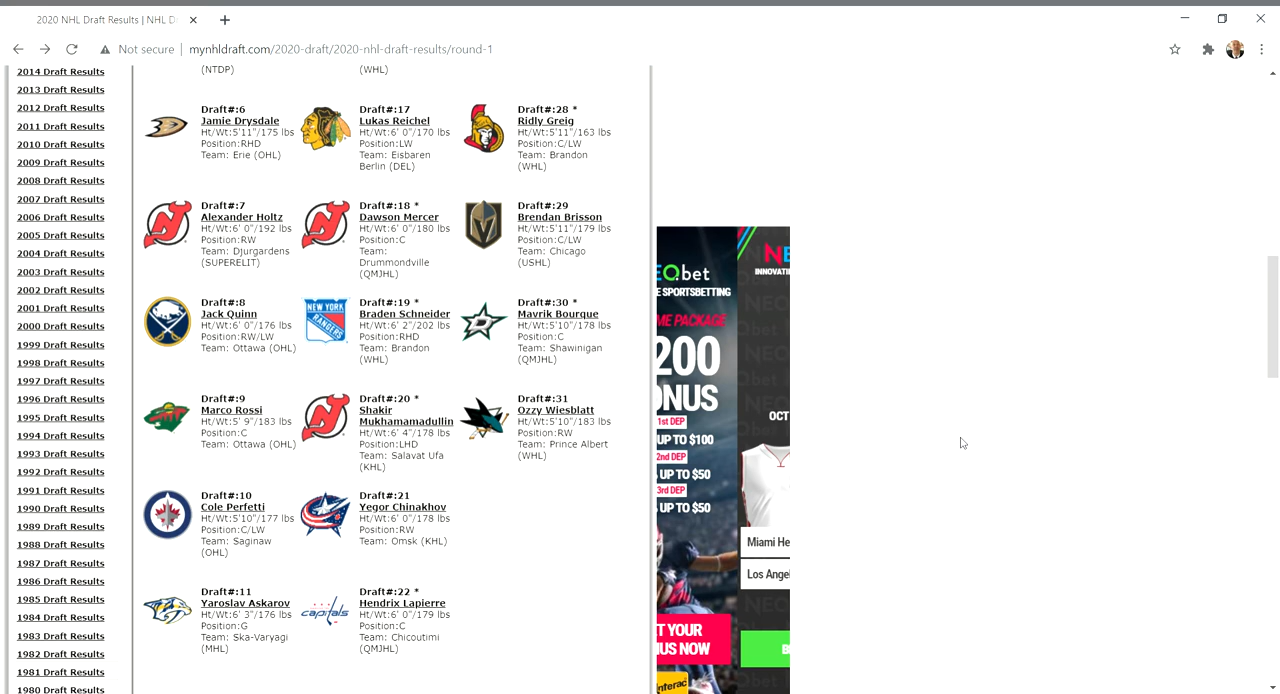 2020 NHL Draft Results | NHL D
Not secure | mynhldraft.com/2020-draft/2020-nhl-draft-results/round-1
2014 Draft Results
2013 Draft Results
2012 Draft Results
2011 Draft Results
2010 Draft Results
2009 Draft Results
2008 Draft Results
2007 Draft Results
2006 Draft Results
2005 Draft Results
2004 Draft Results
2003 Draft Results
2002 Draft Results
2001 Draft Results
2000 Draft Results
1999 Draft Results
1998 Draft Results
1997 Draft Results
1996 Draft Results
1995 Draft Results
1994 Draft Results
1993 Draft Results
1992 Draft Results
1991 Draft Results
1990 Draft Results
1989 Draft Results
1988 Draft Results
1987 Draft Results
1986 Draft Results
1985 Draft Results
1984 Draft Results
1983 Draft Results
1982 Draft Results
1981 Draft Results
1980 Draft Results
(NTDP)
Draft#:6
Jamie Drysdale
Ht/Wt:5'11"/175 lbs
Position:RHD
Team: Erie (OHL)
Draft#:7
Alexander Holtz
Ht/Wt:6' 0"/192 lbs
Position:RW
Team: Djurgardens
(SUPERELIT)
Draft#:8
Jack Quinn
Ht/Wt:6' 0"/176 lbs
Position:RW/LW
Team: Ottawa (OHL)
Draft#:9
Marco Rossi
Ht/Wt:5' 9"/183 lbs
Position:C
Team: Ottawa (OHL)
Draft#:10
Cole Perfetti
Ht/Wt:5'10"/177 lbs
Position:C/LW
Team: Saginaw
(OHL)
Draft#:11
Yaroslav Askarov
Ht/Wt:6' 3"/176 lbs
Position:G
Team: Ska-Varyagi
(MHL)
(WHL)
Draft#:17
Lukas Reichel
Ht/Wt:6' 0"/170 lbs
Position:LW
Team: Eisbaren
Berlin (DEL)
Draft#:18 *
Dawson Mercer
Ht/Wt:6' 0"/180 lbs
Position:C
Team:
Drummondville
(QMJHL)
NEW YORK
RANGERS
Draft#:19 *
Braden Schneider
Ht/Wt:6' 2"/202 lbs
Position:RHD
Team: Brandon
(WHL)
Draft#:20 *
Shakir
Mukhamamadullin
Ht/Wt:6' 4"/178 lbs
Position:LHD
Team: Salavat Ufa
(KHL)
Draft#:21
Yegor Chinakhov
Ht/Wt:6' 0"/178 lbs
Position:RW
Team: Omsk (KHL)
capitals
Draft#:22 *
Hendrix Lapierre
Ht/Wt:6' 0"/179 lbs
Position:C
Team: Chicoutimi
(QMJHL)
Draft#:28 *
Ridly Greig
Ht/Wt:5'11"/163 lbs
Position:C/LW
Team: Brandon
(WHL)
Draft#:29
Brendan Brisson
Ht/Wt:5'11"/179 lbs
Position:C/LW
Team: Chicago
(USHL)
Draft#:30 *
Mavrik Bourque
Ht/Wt:5'10"/178 lbs
Position:C
Team: Shawinigan
(QMJHL)
Draft#:31
Ozzy Wiesblatt
Ht/Wt:5'10"/183 lbs
Position:RW
Team: Prince Albert
(WHL)
EQ.bet
E SPORTSBETTING
ME PACKAGE
200
ONUS
1st DEP
UP TO $100
2nd DEP
UP TO $50
3rd DEP
UP TO $50
T YOUR
US NOW
nterac
NE
INNOVATI
OCT
Miami He
Los Angel
B